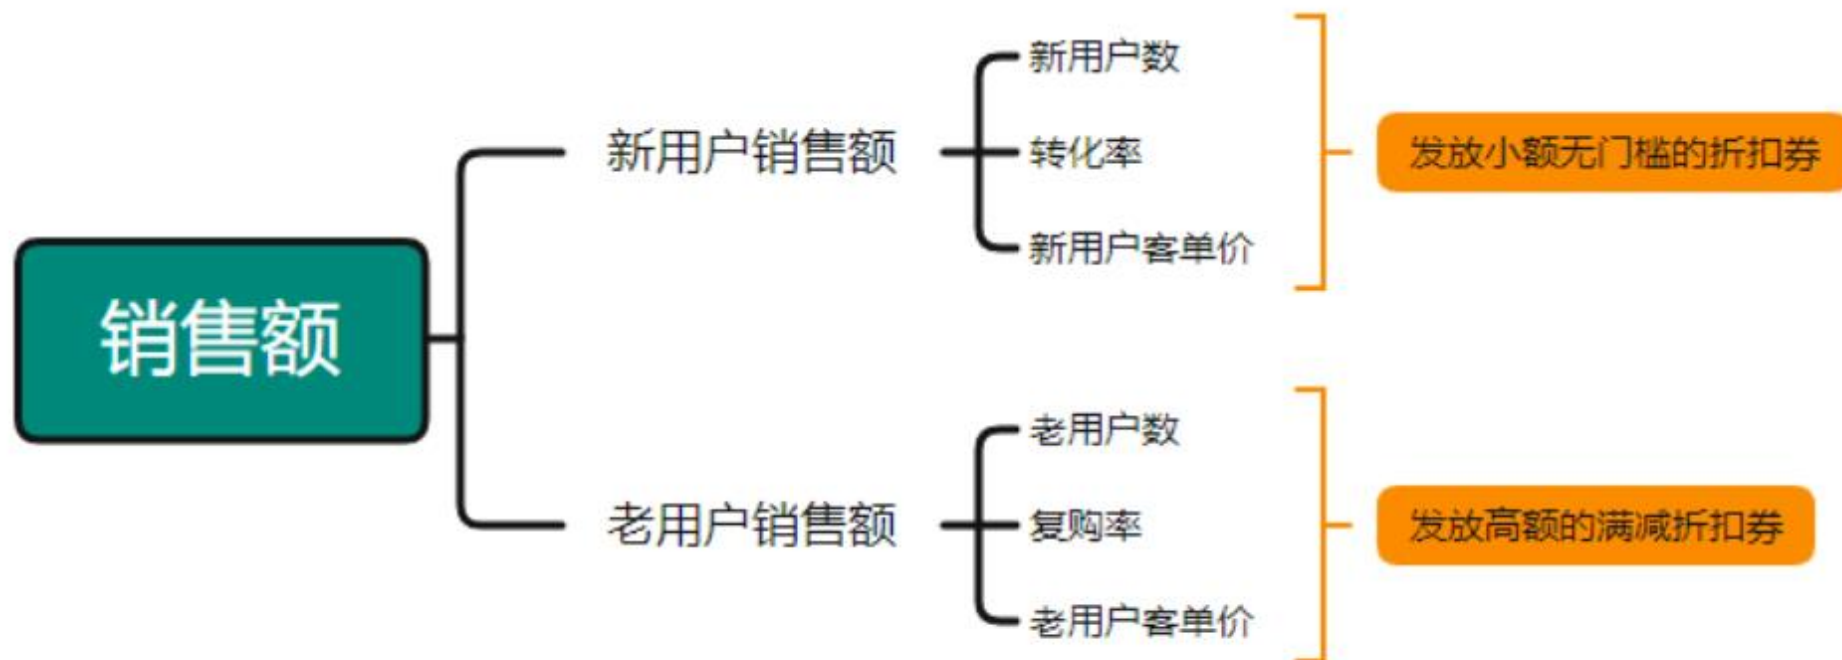 销售额
新用户销售额
新用户数
转化率
新用户客单价
发放小额无门槛的折扣券
老用户销售额
老用户数
复购率
老用户客单价
发放高额的满减折扣券